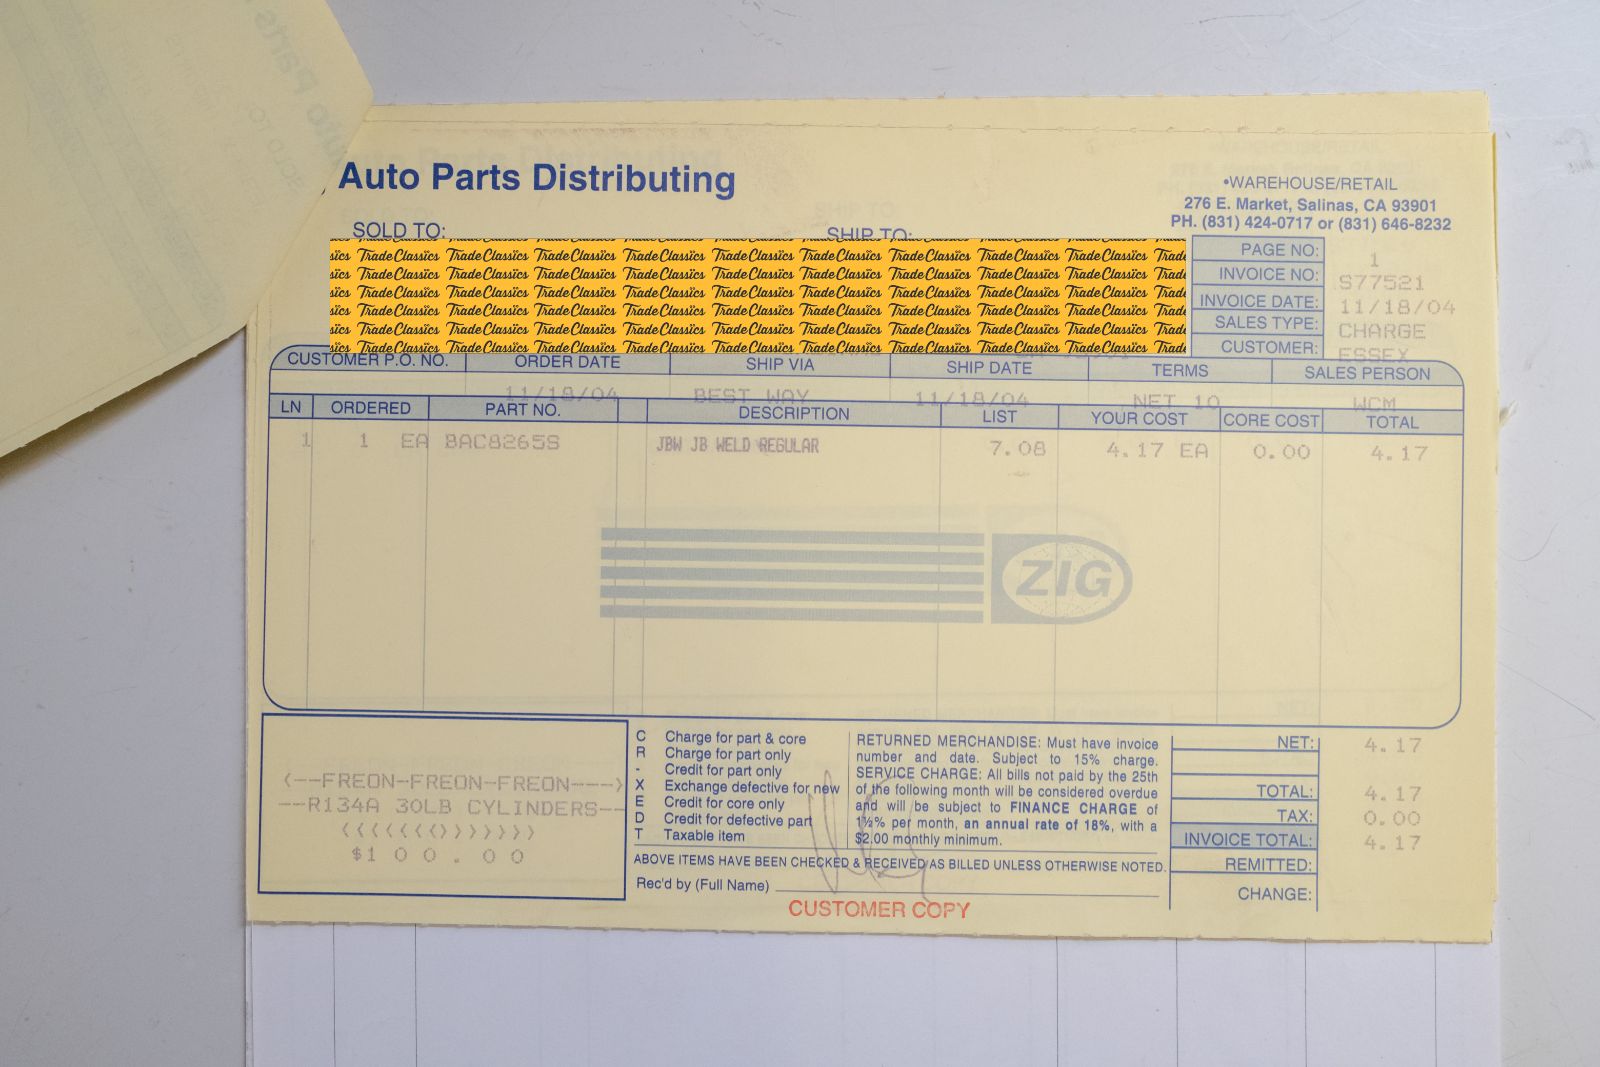 Auto Parts Distributing
•WAREHOUSE/RETAIL
276 E. Market, Salinas, CA 93901
PH. (831) 424-0717 or (831) 646-8232
SOLD TO:
SHIP TO:
Trade Classics
PAGE NO: 1
INVOICE NO: S77521
INVOICE DATE: 11/18/04
SALES TYPE: CHARGE
CUSTOMER: ESSEX
CUSTOMER P.O. NO. ORDER DATE SHIP VIA SHIP DATE TERMS SALES PERSON
11/18/04 BEST WAY 11/18/04 NET 10 WCM
LN ORDERED PART NO. DESCRIPTION LIST YOUR COST CORE COST TOTAL
1 1 EA BAC8265S JBW JB WELD REGULAR 7.08 4.17 EA 0.00 4.17
ZIG
<--FREON-FREON-FREON---->
--R134A 30LB CYLINDERS--
<<<<<<<>>>>>>>
$1 0 0 . 0 0
C Charge for part & core
R Charge for part only
- Credit for part only
X Exchange defective for new
E Credit for core only
D Credit for defective part
T Taxable item
RETURNED MERCHANDISE: Must have invoice
number and date. Subject to 15% charge.
SERVICE CHARGE: All bills not paid by the 25th
of the following month will be considered overdue
and will be subject to FINANCE CHARGE of
1½% per month, an annual rate of 18%, with a
$2.00 monthly minimum.
ABOVE ITEMS HAVE BEEN CHECKED & RECEIVED AS BILLED UNLESS OTHERWISE NOTED.
Rec'd by (Full Name)
CUSTOMER COPY
NET: 4.17
TOTAL: 4.17
TAX: 0.00
INVOICE TOTAL: 4.17
REMITTED:
CHANGE: